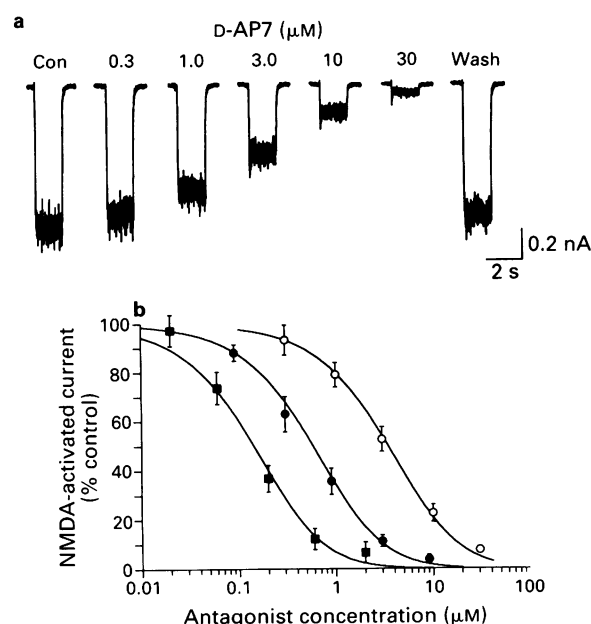 a
D-AP7 (μM)
Con 0.3 1.0 3.0 10 30 Wash
0.2 nA
2 s
b
NMDA-activated current
(% control)
100
80
60
40
20
0
0.01 0.1 1 10 100
Antagonist concentration (μM)